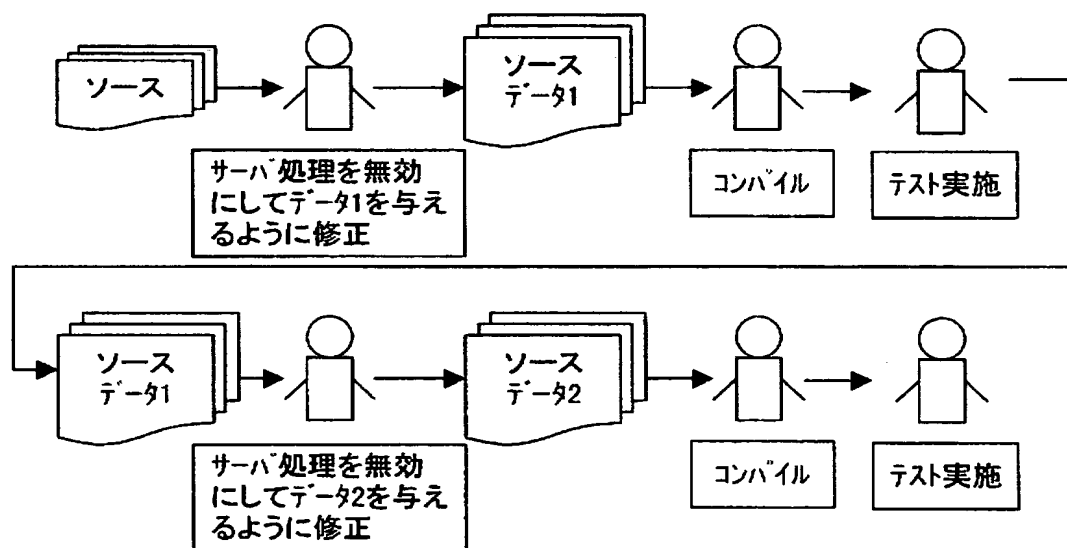 ソース
ソース
データ1
サーバ処理を無効
にしてデータ1を与え
るように修正
コンパイル
テスト実施
ソース
データ1
ソース
データ2
サーバ処理を無効
にしてデータ2を与え
るように修正
コンパイル
テスト実施